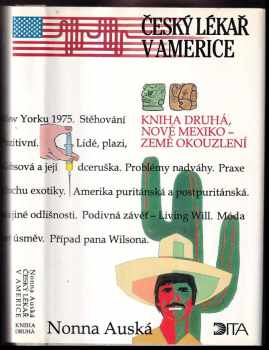 ČESKÝ LÉKAŘ
V AMERICE
KNIHA DRUHÁ,
NOVÉ MEXIKO –
ZEMĚ OKOUZLENÍ
Yorku 1975. Stěhování
Pozitivní. Lidé, plazi,
a její dceruška. Problémy nadváhy. Praxe
exotiky. Amerika puritánská a postpuritánská.
odlišnosti. Podivná závěť – Living Will. Móda
úsměv. Případ pana Wilsona.
Nonna Auská
DITA
Nonna Auská
ČESKÝ LÉKAŘ
V AMERICE
KNIHA
DRUHÁ